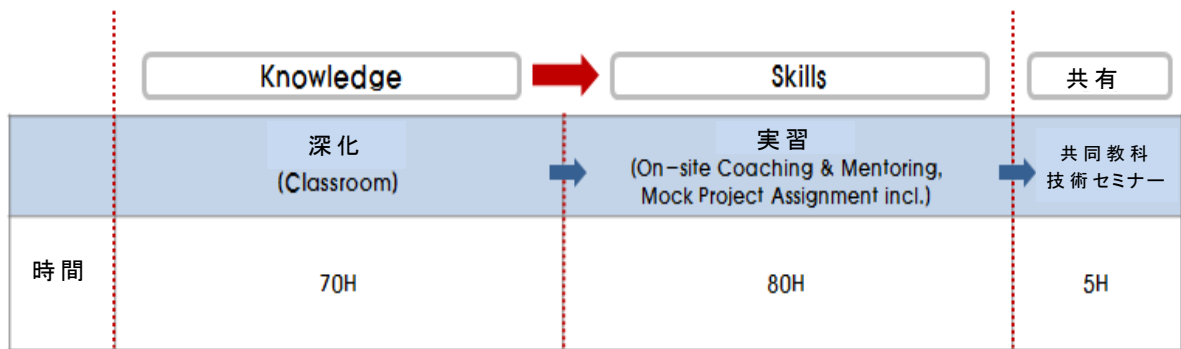 Knowledge
Skills
共有
深化
(Classroom)
実習
(On-site Coaching & Mentoring,
Mock Project Assignment incl.)
共同教科
技術セミナー
時間
70H
80H
5H